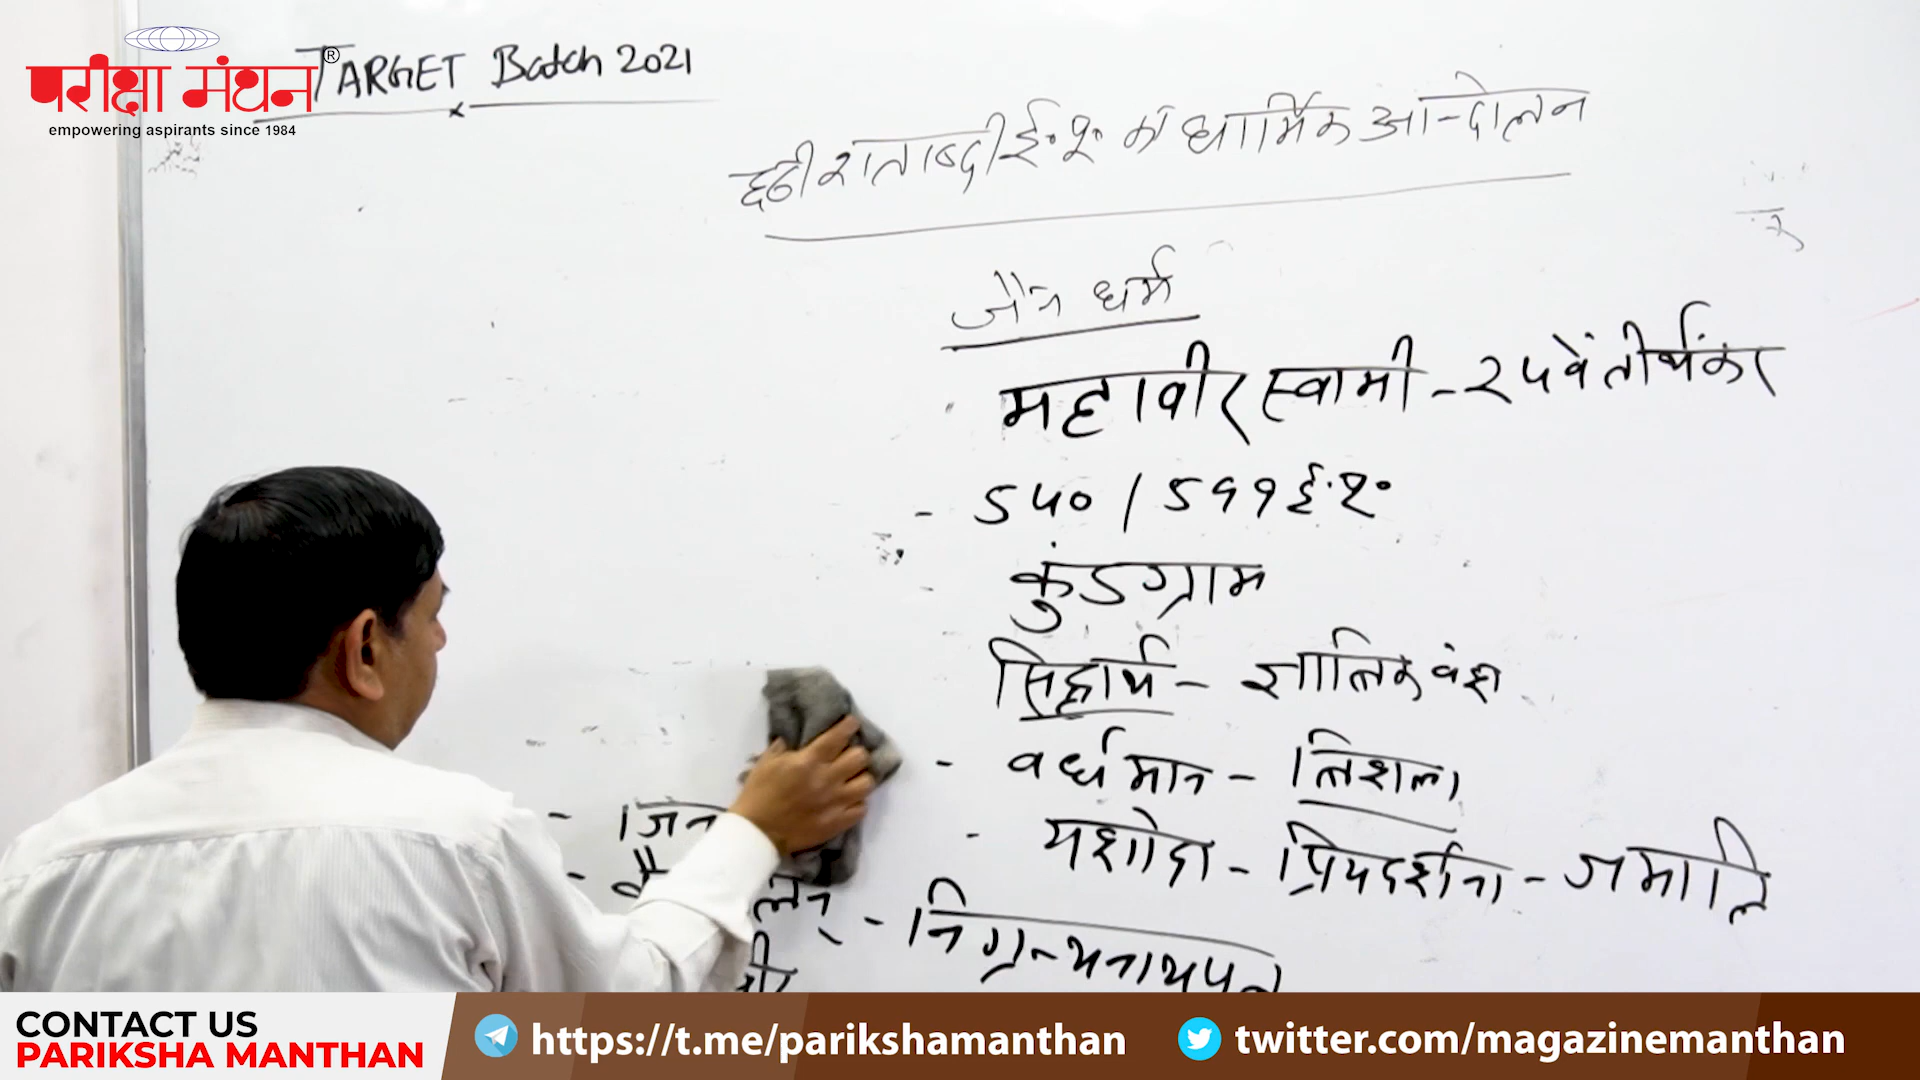 परीक्षा मंथन®
empowering aspirants since 1984
TARGET Batch 2021
छठी शताब्दी ई.पू. के धार्मिक आन्दोलन
जैन धर्म
महावीर स्वामी - 24वें तीर्थंकर
- 540 / 599 ई.पू.
कुंडग्राम
सिद्धार्थ - ज्ञात्रिक वंश
- वर्धमान - त्रिशला
- यशोदा - प्रियदर्शना - जमालि
- जिन
- निग्रन्थनाथपुत्त
CONTACT US
PARIKSHA MANTHAN
https://t.me/parikshamanthan
twitter.com/magazinemanthan